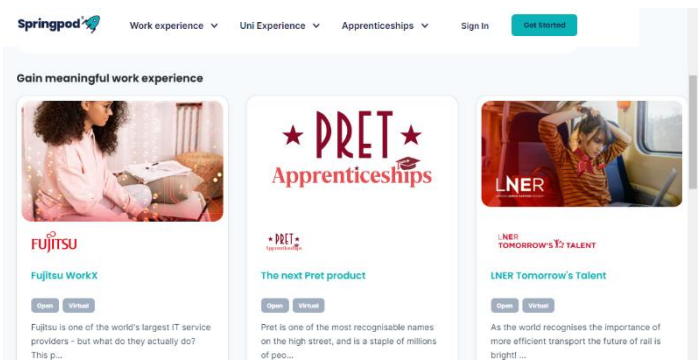 Springpod
Work experience
Uni Experience
Apprenticeships
Sign In
Get Started
Gain meaningful work experience
FUJITSU
Fujitsu WorkX
Open
Virtual
Fujitsu is one of the world's largest IT service
providers - but what do they actually do?
This p...
★ PRET ★
Apprenticeships
★ PRET ★
Apprenticeships
The next Pret product
Open
Virtual
Pret is one of the most recognisable names
on the high street, and is a staple of millions
of peo...
LNER
LNER
TOMORROW'S TALENT
LNER Tomorrow's Talent
Open
Virtual
As the world recognises the importance of
more efficient transport the future of rail is
bright! ...